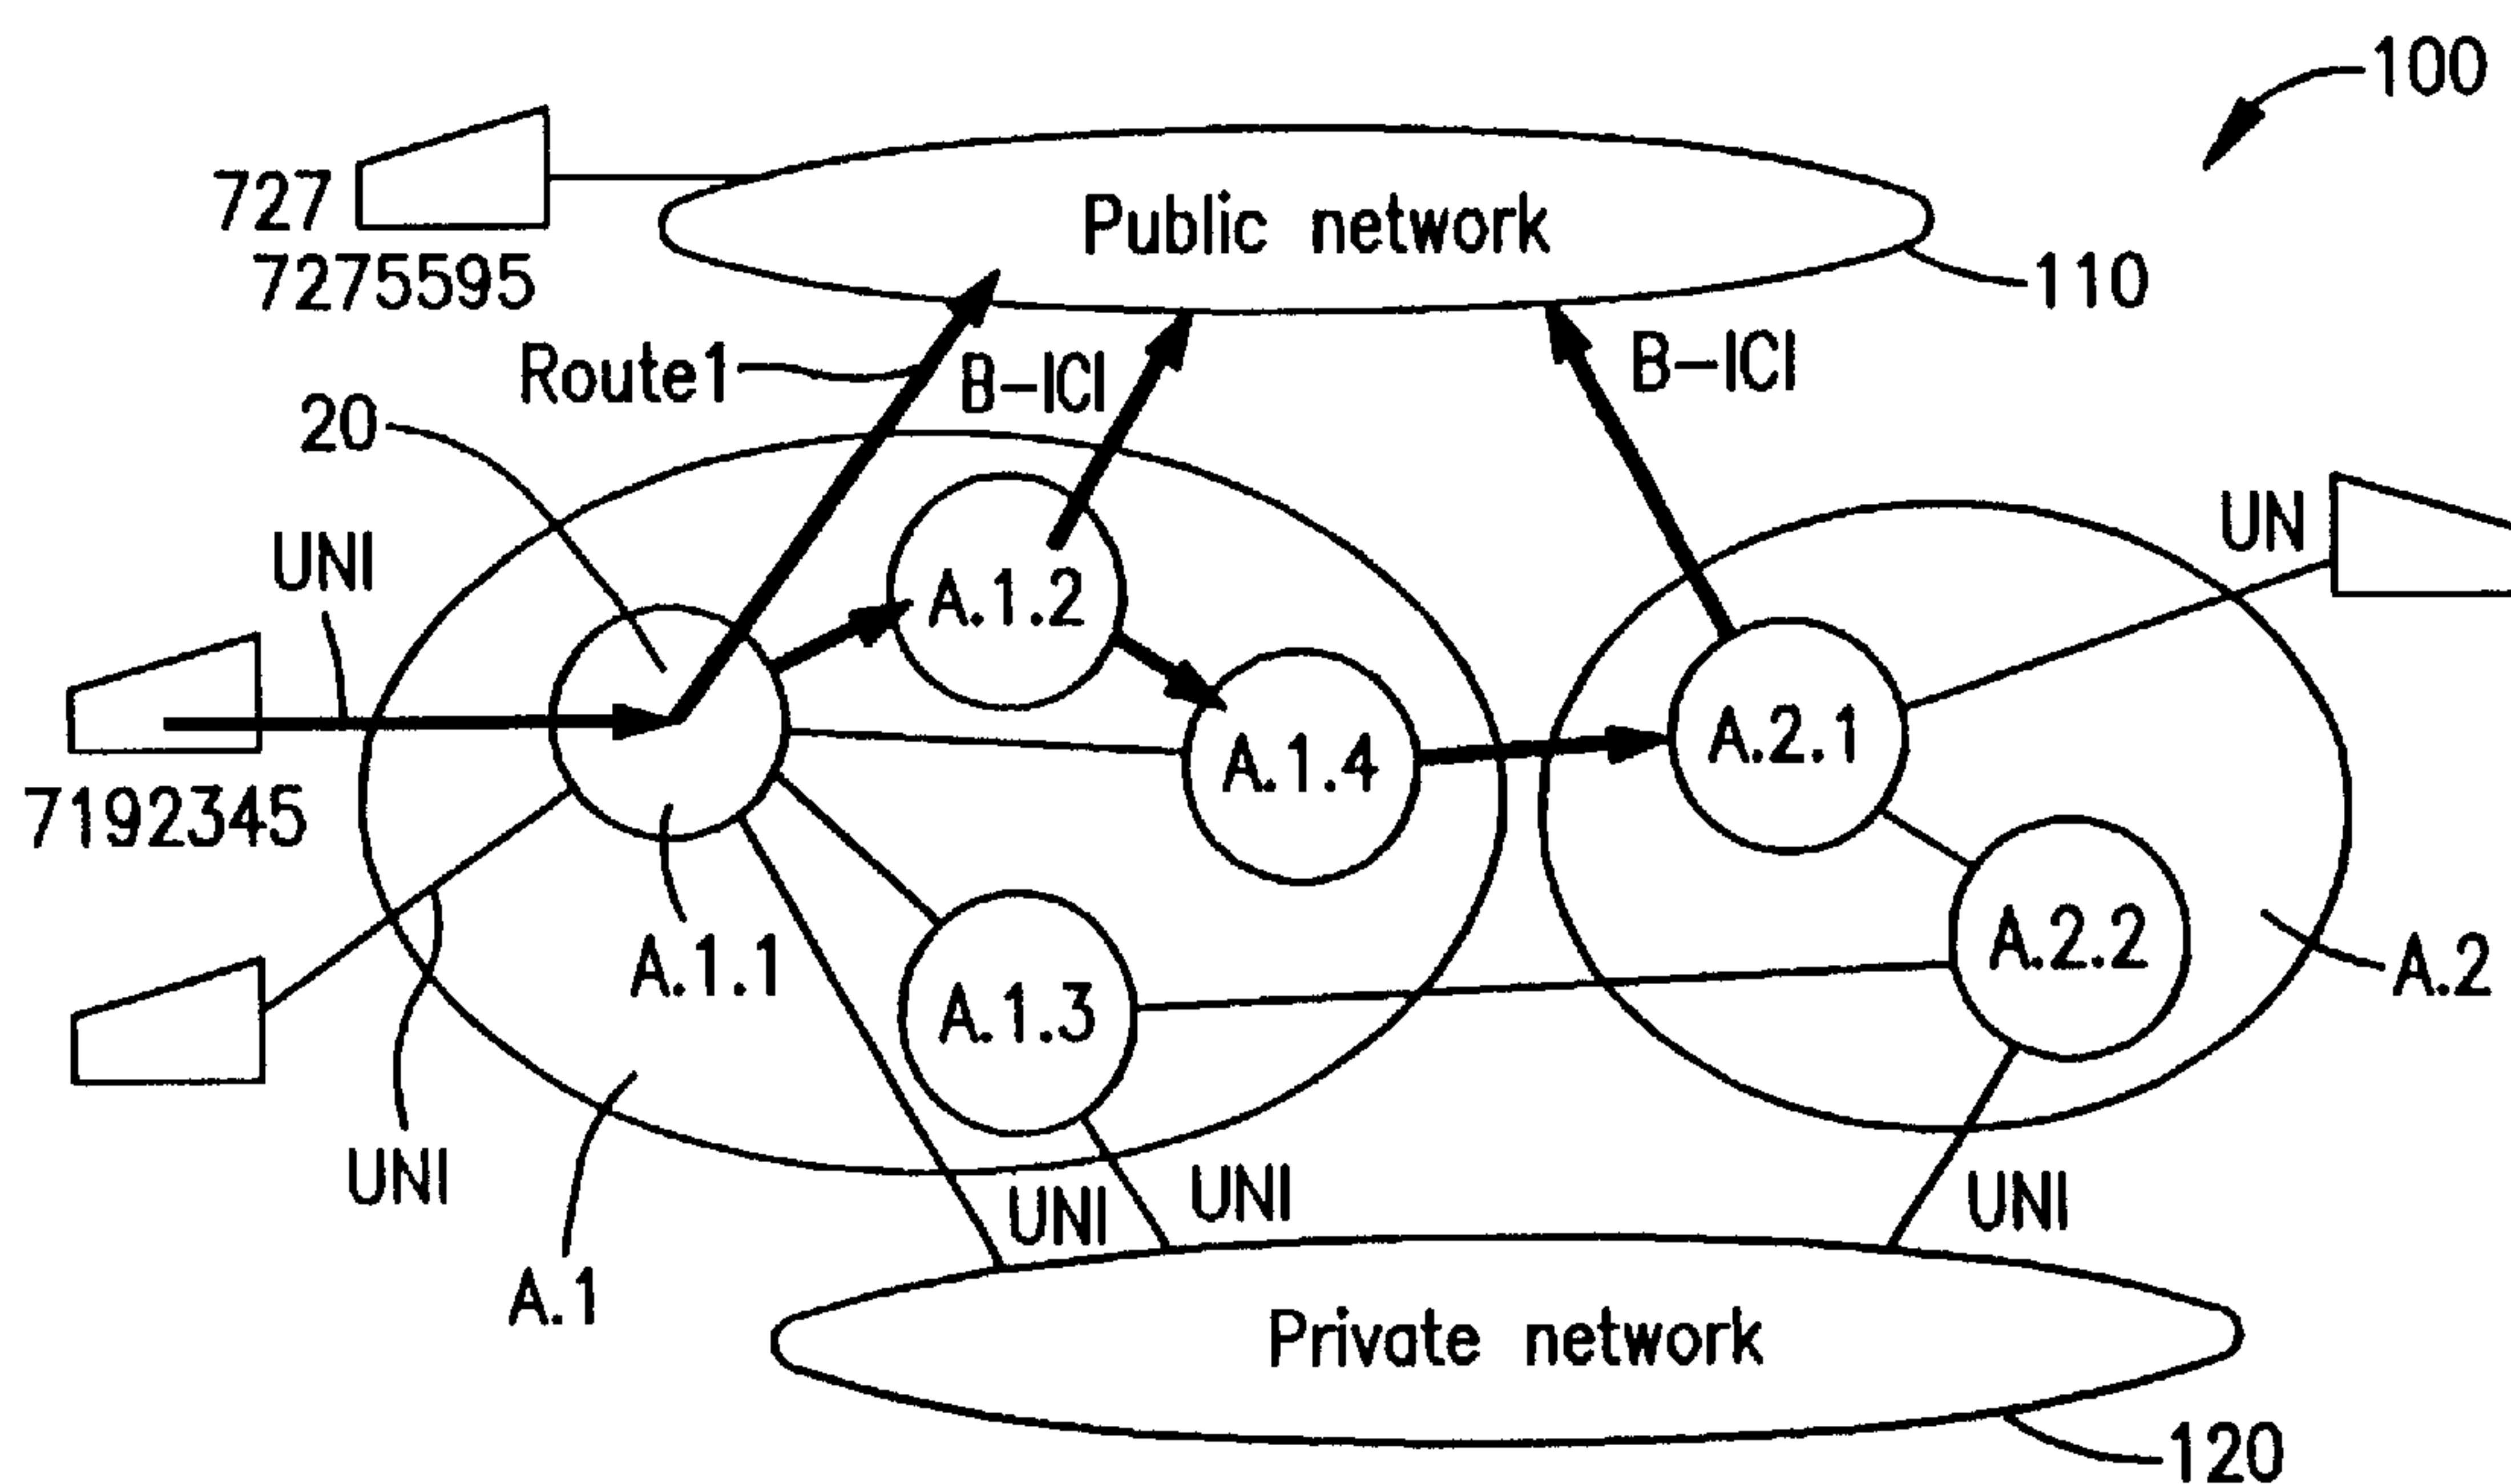 100
727
7275595
Public network
110
Route1
B-ICI
B-ICI
20
UNI
UN
A.1.2
A.1.4
A.2.1
7192345
A.1.1
A.1.3
A.2.2
A.2
UNI
UNI
UNI
UNI
A.1
Private network
120